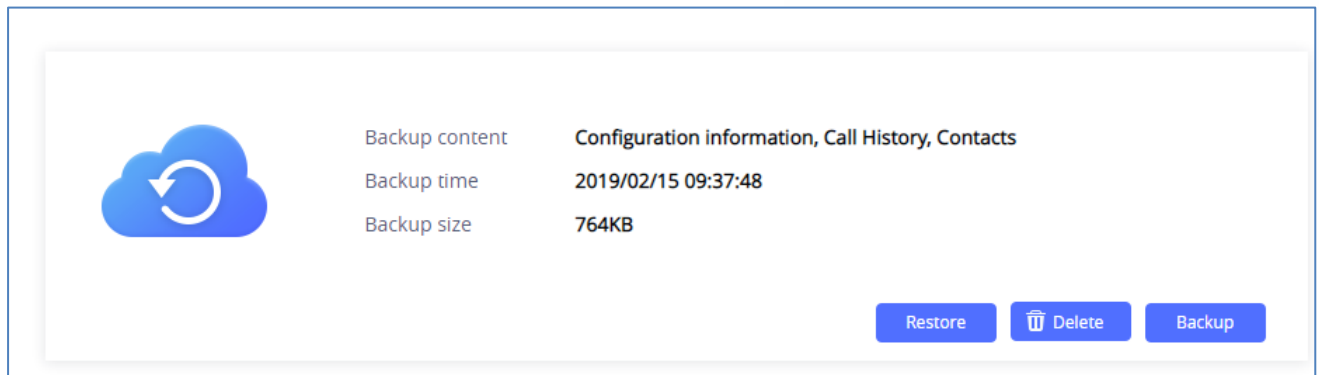 Backup content Configuration information, Call History, Contacts
Backup time 2019/02/15 09:37:48
Backup size 764KB
Restore Delete Backup